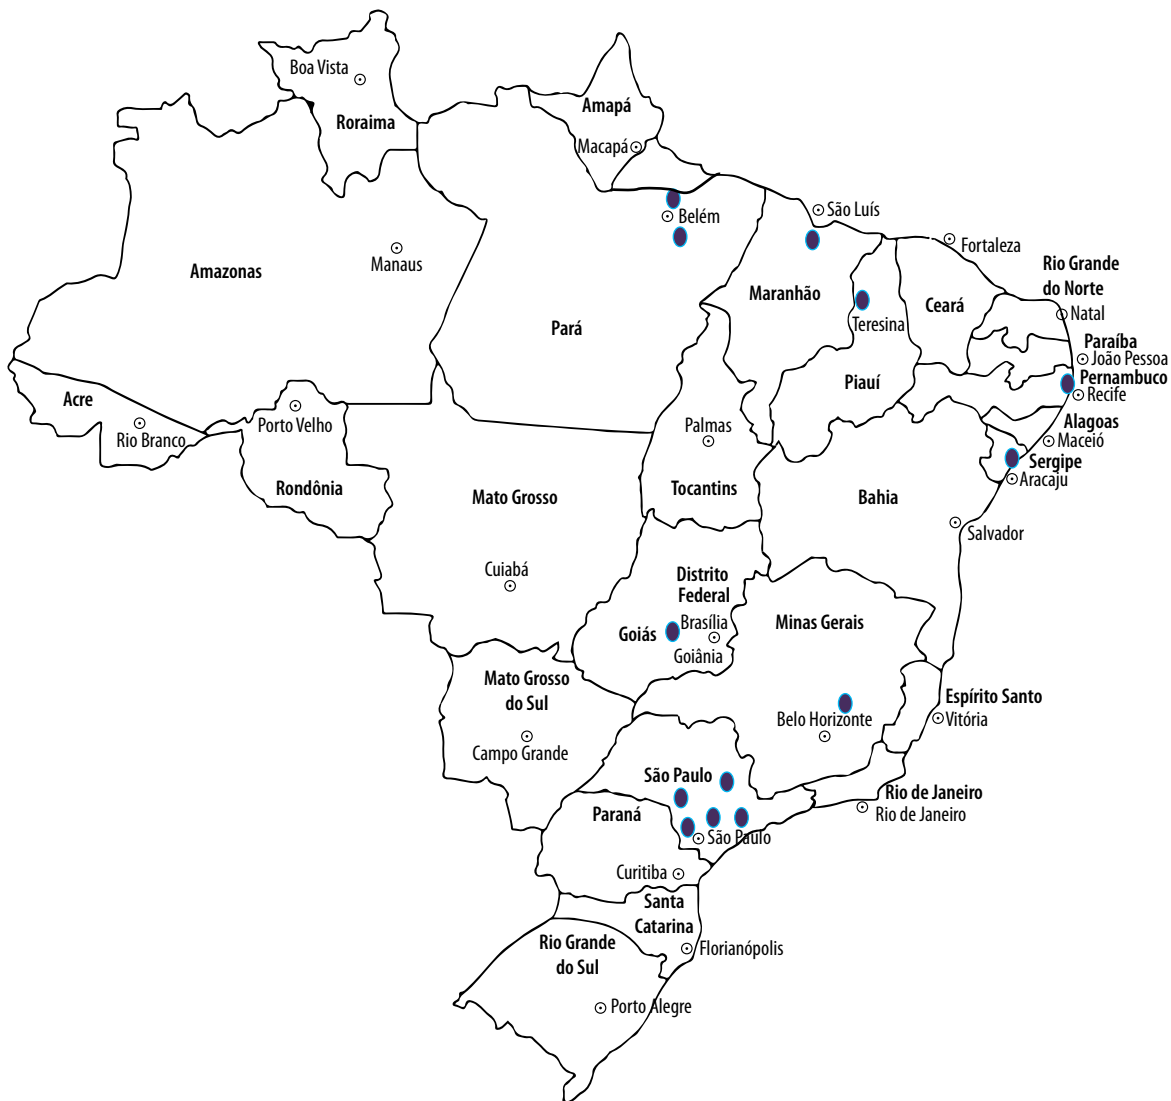 Boa Vista
Roraima
Amapá
Macapá
Belém
São Luís
Fortaleza
Amazonas
Manaus
Maranhão
Rio Grande
do Norte
Ceará
Natal
Pará
Teresina
Paraíba
João Pessoa
Piauí
Pernambuco
Recife
Acre
Rio Branco
Porto Velho
Palmas
Alagoas
Maceió
Sergipe
Aracaju
Rondônia
Mato Grosso
Tocantins
Bahia
Salvador
Cuiabá
Distrito
Federal
Brasília
Goiás
Goiânia
Minas Gerais
Mato Grosso
do Sul
Espírito Santo
Vitória
Belo Horizonte
Campo Grande
São Paulo
Rio de Janeiro
Rio de Janeiro
Paraná
São Paulo
Curitiba
Santa
Catarina
Florianópolis
Rio Grande
do Sul
Porto Alegre